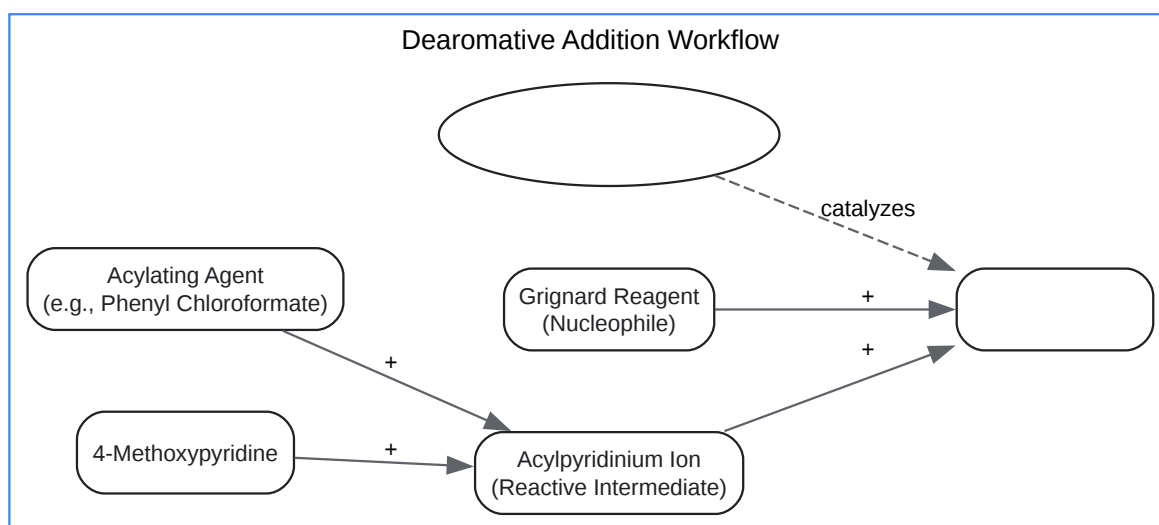 Dearomative Addition Workflow
catalyzes
Acylating Agent
(e.g., Phenyl Chloroformate)
Grignard Reagent
(Nucleophile)
+
+
+
4-Methoxypyridine
+
Acylpyridinium Ion
(Reactive Intermediate)